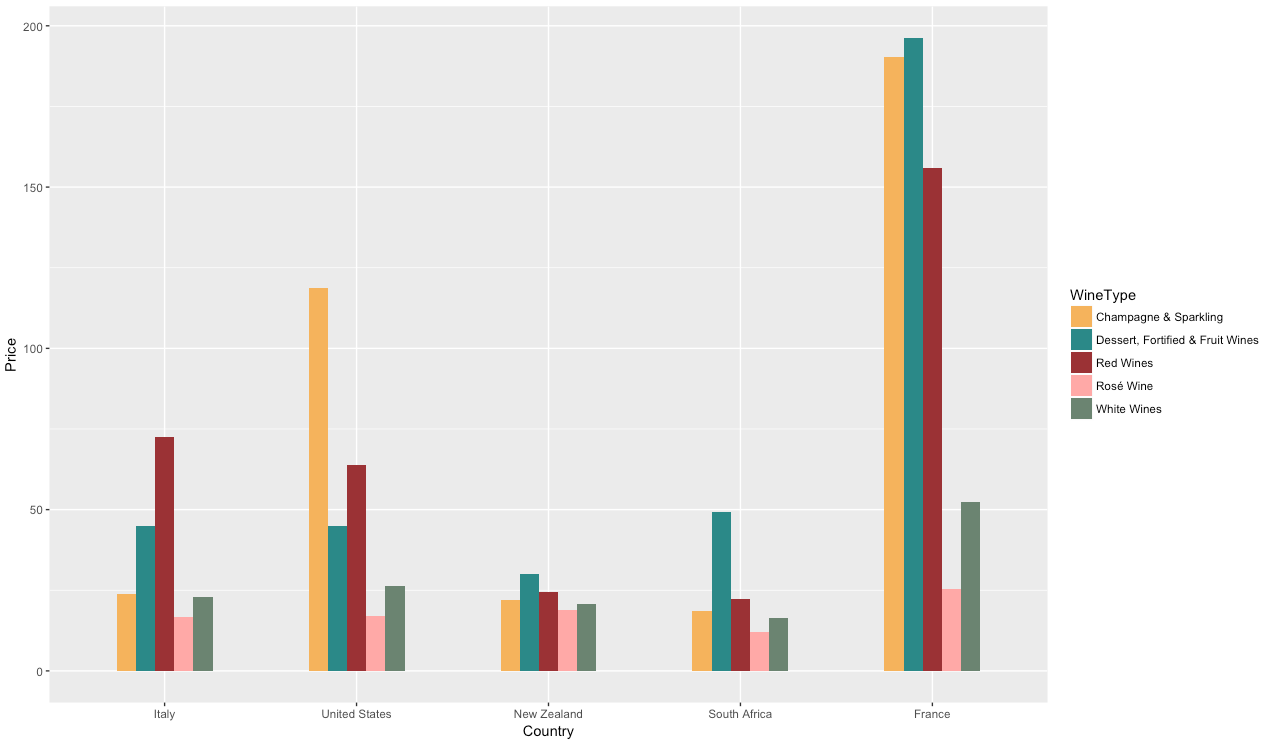 200
150
100
50
0
Price
Italy
United States
New Zealand
South Africa
France
Country
WineType
Champagne & Sparkling
Dessert, Fortified & Fruit Wines
Red Wines
Rosé Wine
White Wines